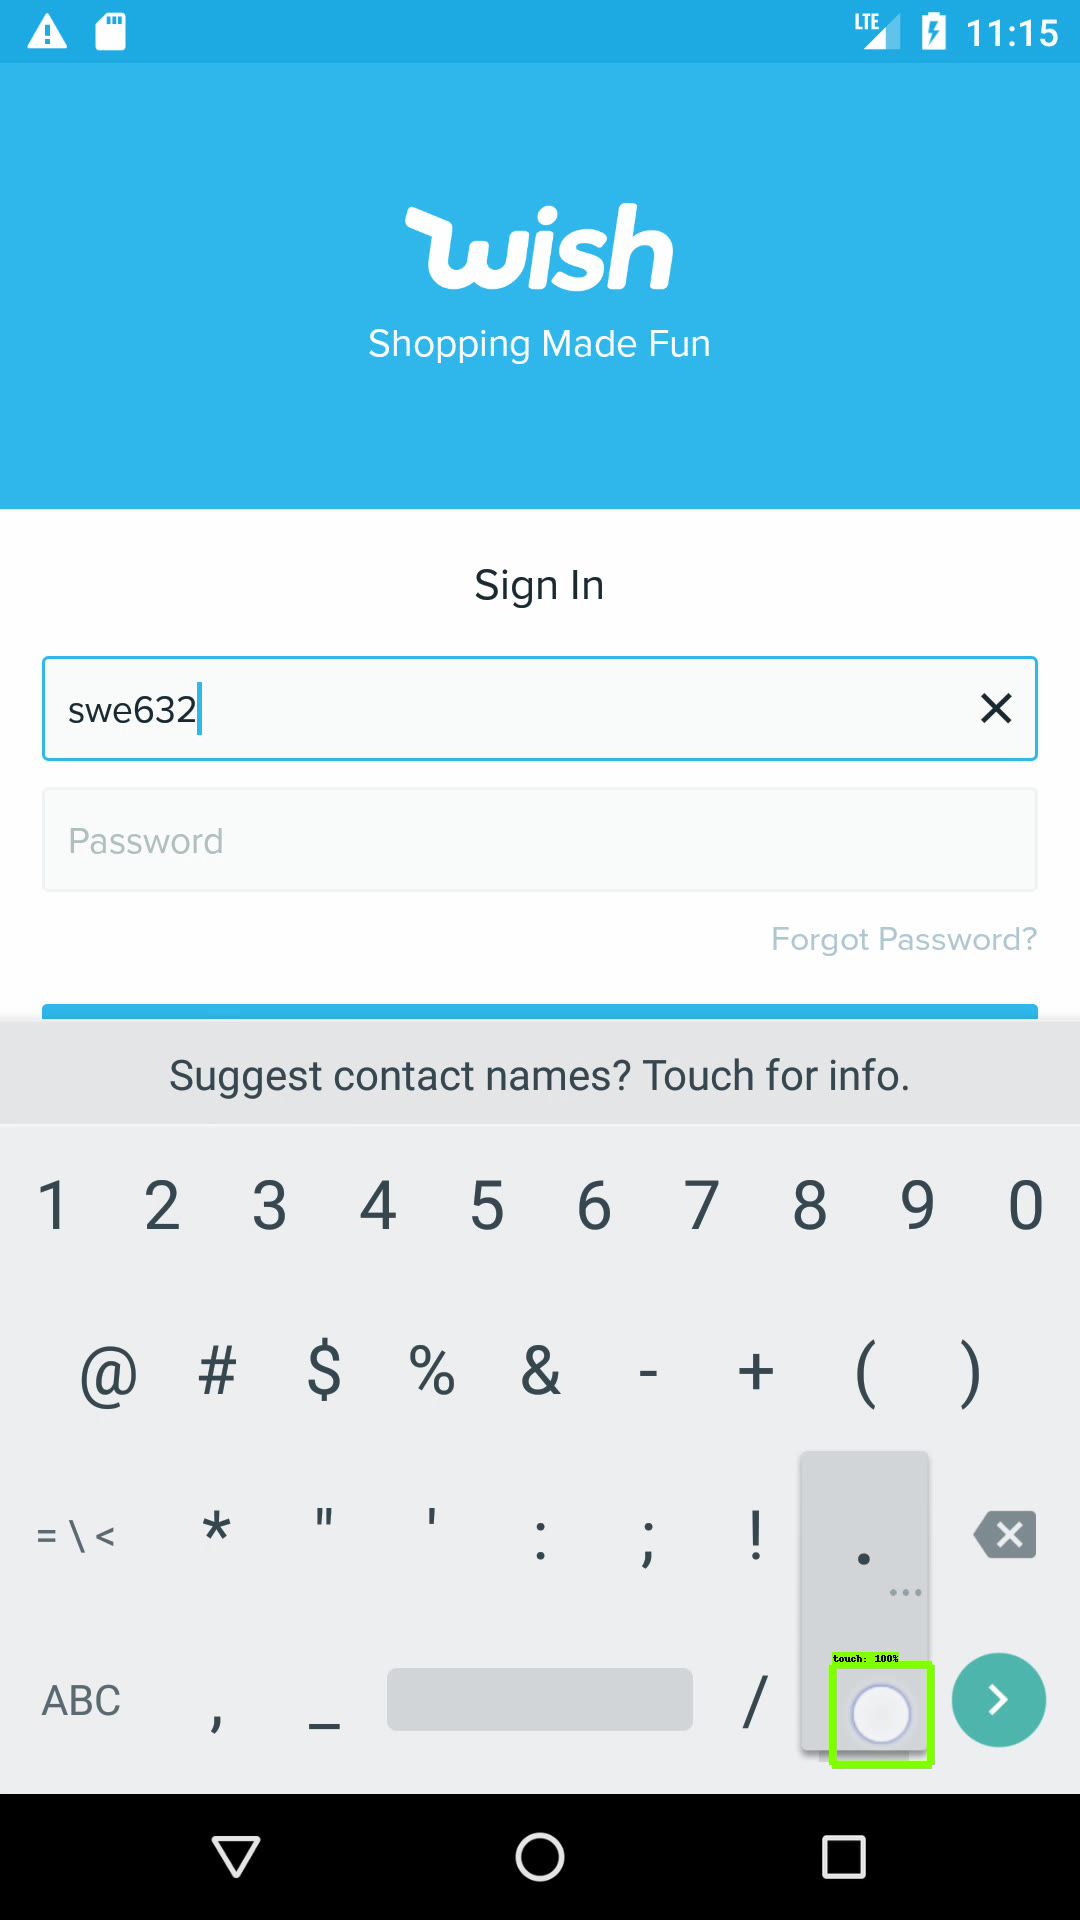 LTE 11:15
wish
Shopping Made Fun
Sign In
swe632
Password
Forgot Password?
Suggest contact names? Touch for info.
1 2 3 4 5 6 7 8 9 0
@ # $ % & - + ( )
= \ < * " ' : ; ! . ...
touch: 100%
ABC , _ /